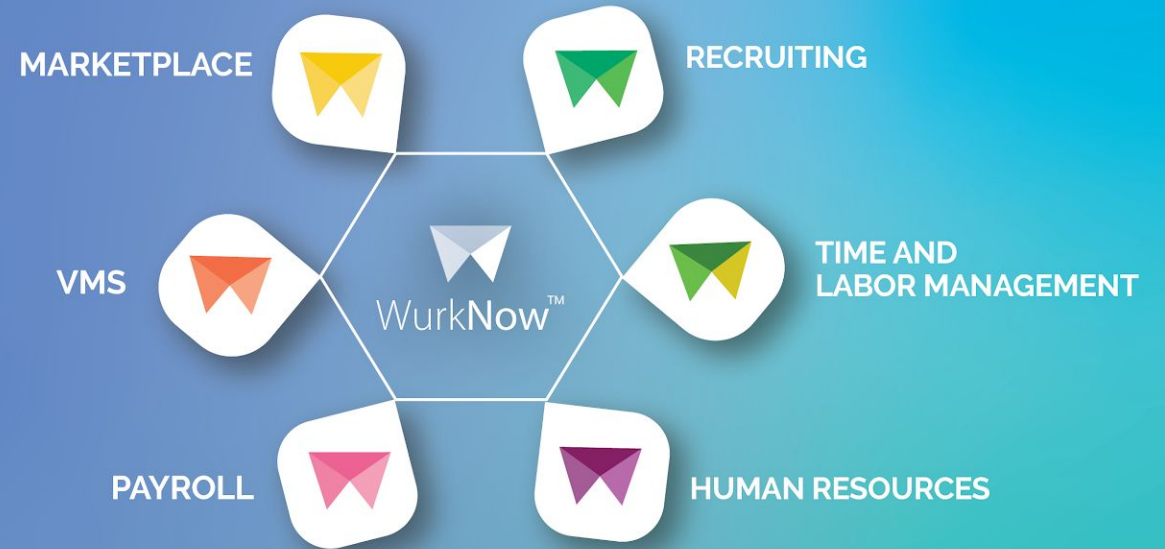 MARKETPLACE
RECRUITING
VMS
WurkNow™
TIME AND
LABOR MANAGEMENT
PAYROLL
HUMAN RESOURCES